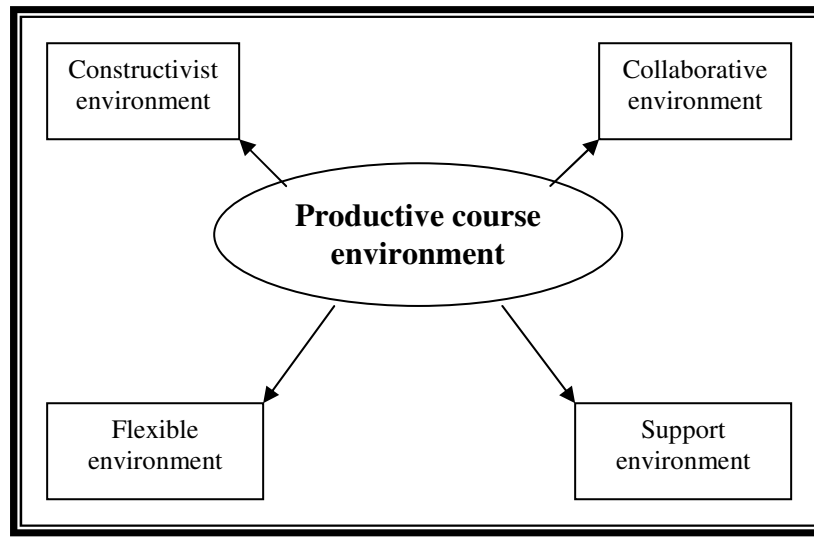 Constructivist
environment
Collaborative
environment
Productive course
environment
Flexible
environment
Support
environment